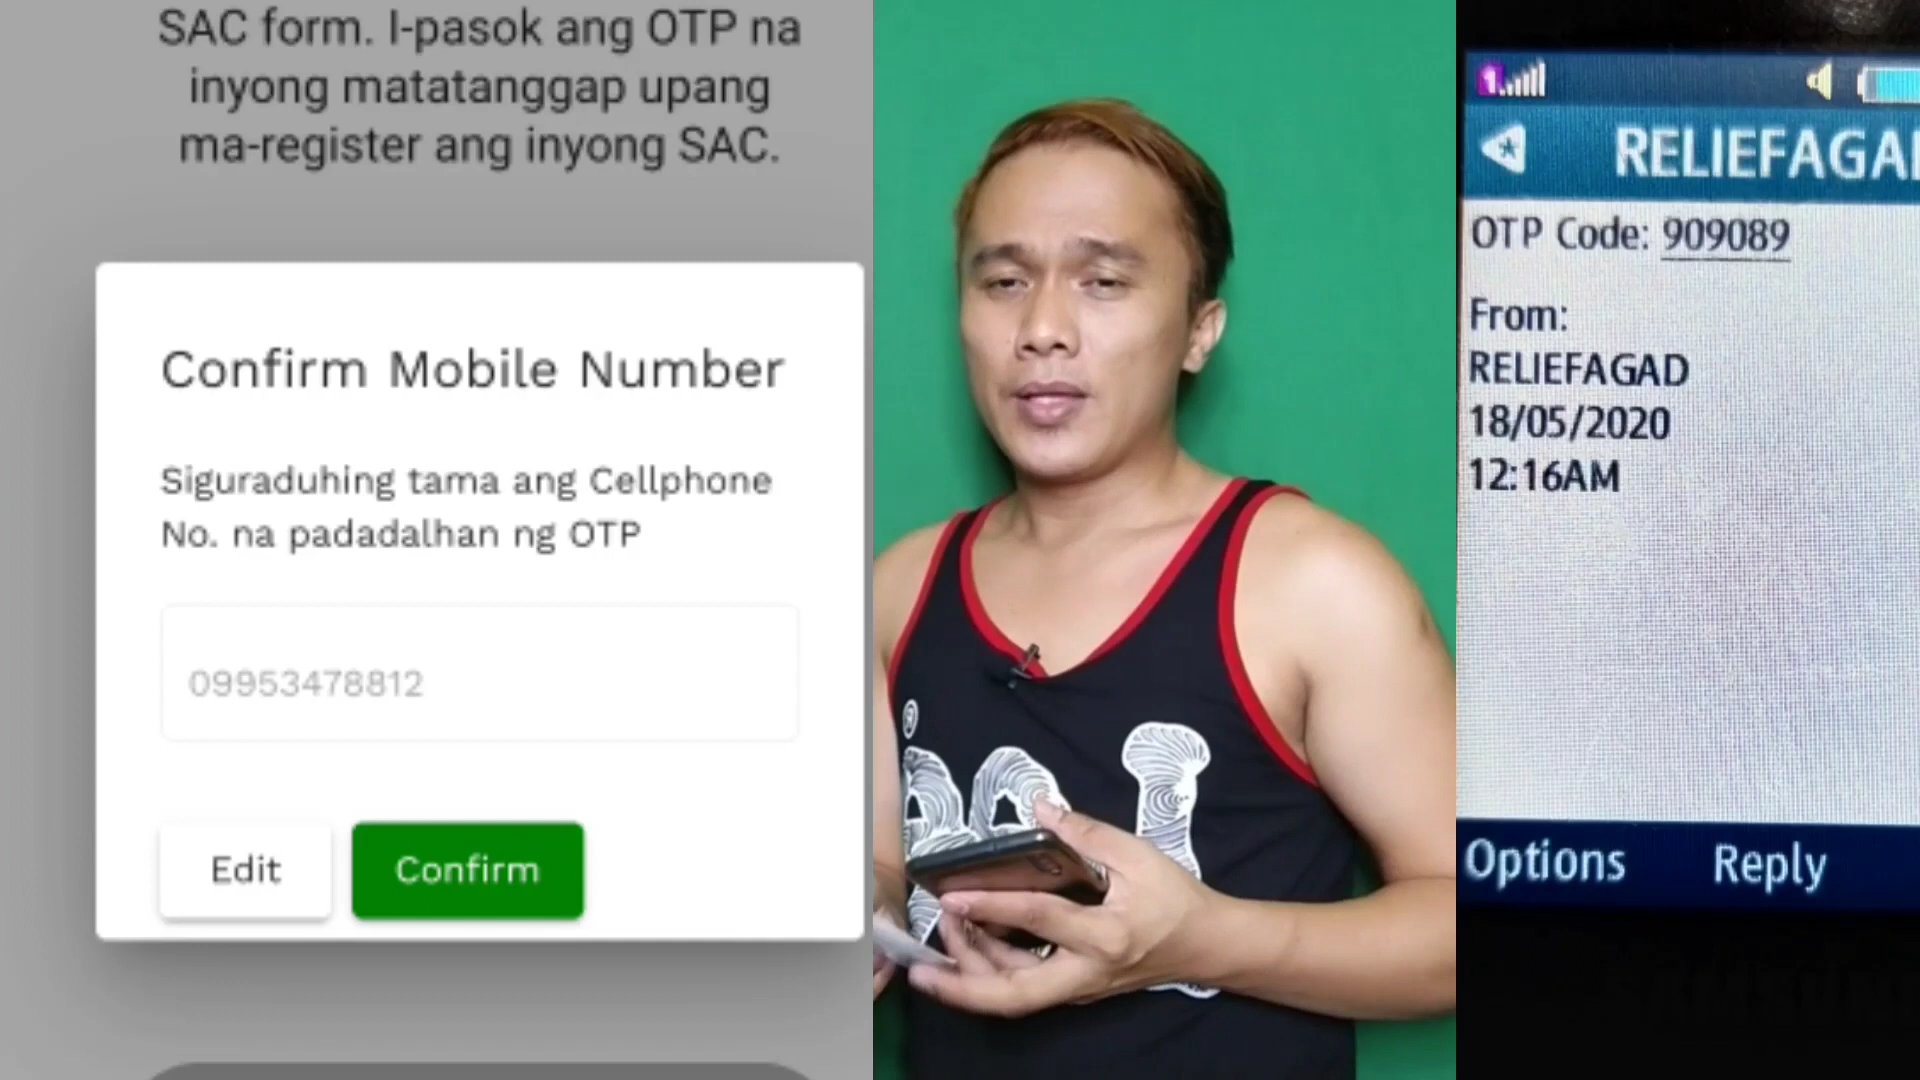 SAC form. I-pasok ang OTP na
inyong matatanggap upang
ma-register ang inyong SAC.
Confirm Mobile Number
Siguraduhing tama ang Cellphone
No. na padadalhan ng OTP
09953478812
Edit
Confirm
®
1
RELIEFAGA
OTP Code: 909089
From:
RELIEFAGAD
18/05/2020
12:16AM
Options
Reply